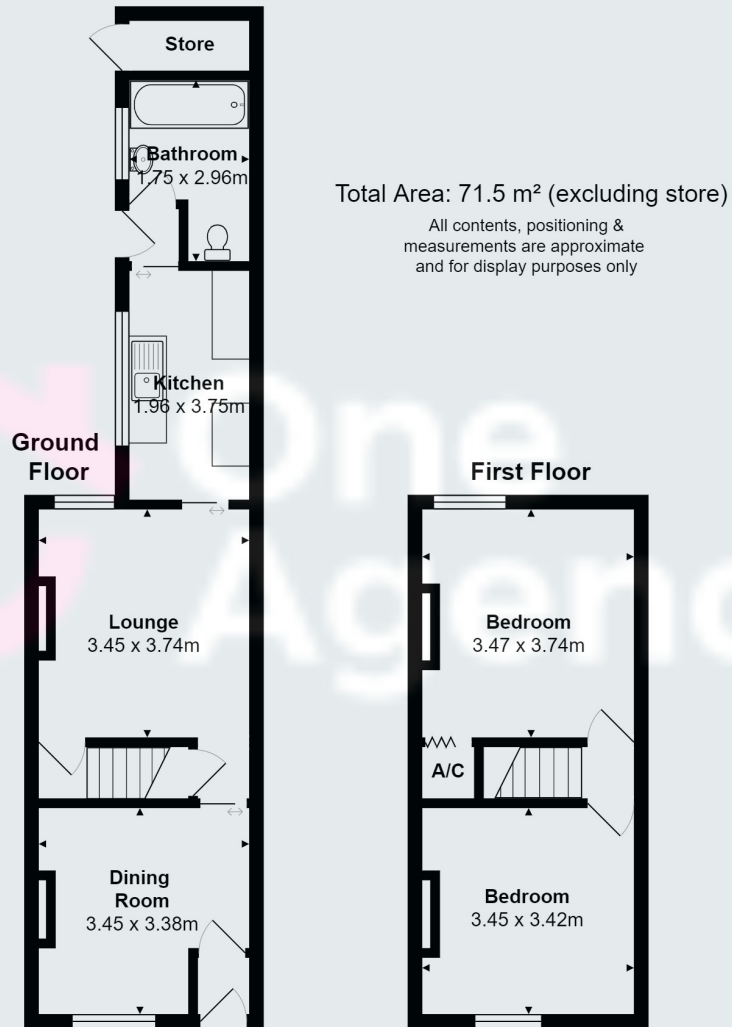 Store
Bathroom
1.75 x 2.96m
Total Area: 71.5 m² (excluding store)
All contents, positioning &
measurements are approximate
and for display purposes only
Kitchen
1.96 x 3.75m
Ground
Floor
First Floor
One
Agenc
Lounge
3.45 x 3.74m
Bedroom
3.47 x 3.74m
A/C
Dining
Room
3.45 x 3.38m
Bedroom
3.45 x 3.42m